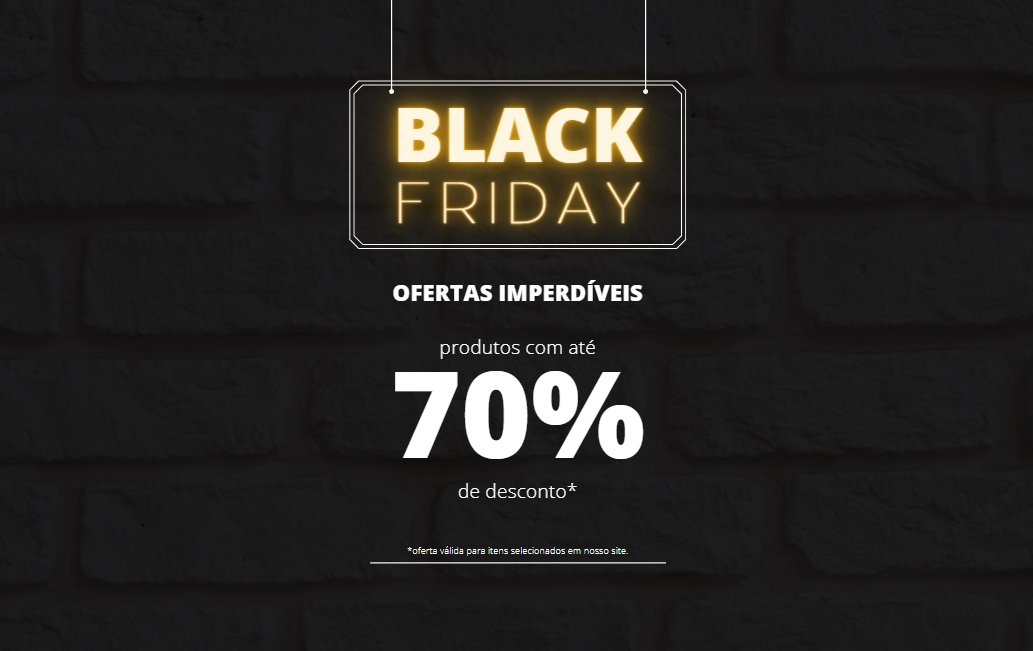 BLACK
FRIDAY
OFERTAS IMPERDÍVEIS
produtos com até
70%
de desconto*
*oferta válida para itens selecionados em nosso site.